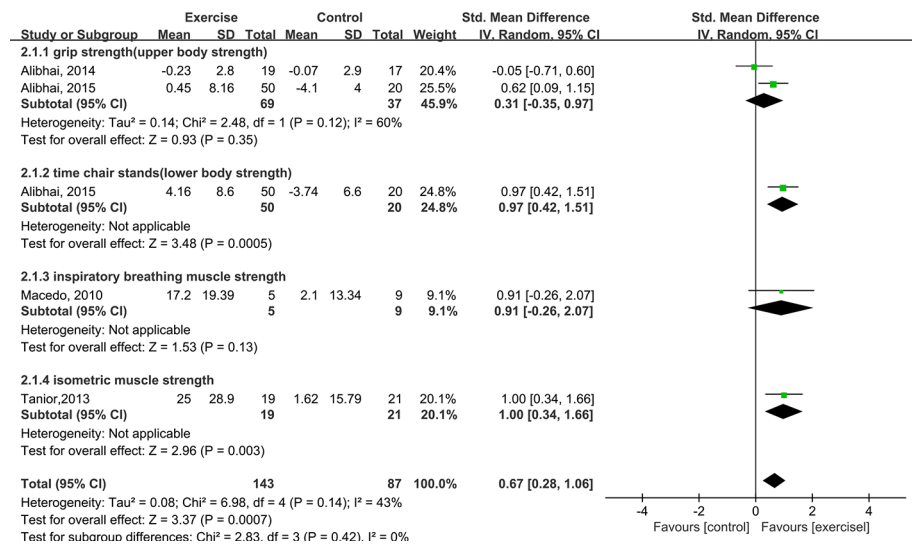 Exercise Control Std. Mean Difference Std. Mean Difference
Study or Subgroup Mean SD Total Mean SD Total Weight IV, Random, 95% CI IV, Random, 95% CI
2.1.1 grip strength(upper body strength)
Alibhai, 2014 -0.23 2.8 19 -0.07 2.9 17 20.4% -0.05 [-0.71, 0.60]
Alibhai, 2015 0.45 8.16 50 -4.1 4 20 25.5% 0.62 [0.09, 1.15]
Subtotal (95% CI) 69 37 45.9% 0.31 [-0.35, 0.97]
Heterogeneity: Tau² = 0.14; Chi² = 2.48, df = 1 (P = 0.12); I² = 60%
Test for overall effect: Z = 0.93 (P = 0.35)
2.1.2 time chair stands(lower body strength)
Alibhai, 2015 4.16 8.6 50 -3.74 6.6 20 24.8% 0.97 [0.42, 1.51]
Subtotal (95% CI) 50 20 24.8% 0.97 [0.42, 1.51]
Heterogeneity: Not applicable
Test for overall effect: Z = 3.48 (P = 0.0005)
2.1.3 inspiratory breathing muscle strength
Macedo, 2010 17.2 19.39 5 2.1 13.34 9 9.1% 0.91 [-0.26, 2.07]
Subtotal (95% CI) 5 9 9.1% 0.91 [-0.26, 2.07]
Heterogeneity: Not applicable
Test for overall effect: Z = 1.53 (P = 0.13)
2.1.4 isometric muscle strength
Tanior,2013 25 28.9 19 1.62 15.79 21 20.1% 1.00 [0.34, 1.66]
Subtotal (95% CI) 19 21 20.1% 1.00 [0.34, 1.66]
Heterogeneity: Not applicable
Test for overall effect: Z = 2.96 (P = 0.003)
Total (95% CI) 143 87 100.0% 0.67 [0.28, 1.06]
Heterogeneity: Tau² = 0.08; Chi² = 6.98, df = 4 (P = 0.14); I² = 43%
Test for overall effect: Z = 3.37 (P = 0.0007)
Test for subgroup differences: Chi² = 2.83, df = 3 (P = 0.42), I² = 0%
-4 -2 0 2 4
Favours [control] Favours [exercisel]